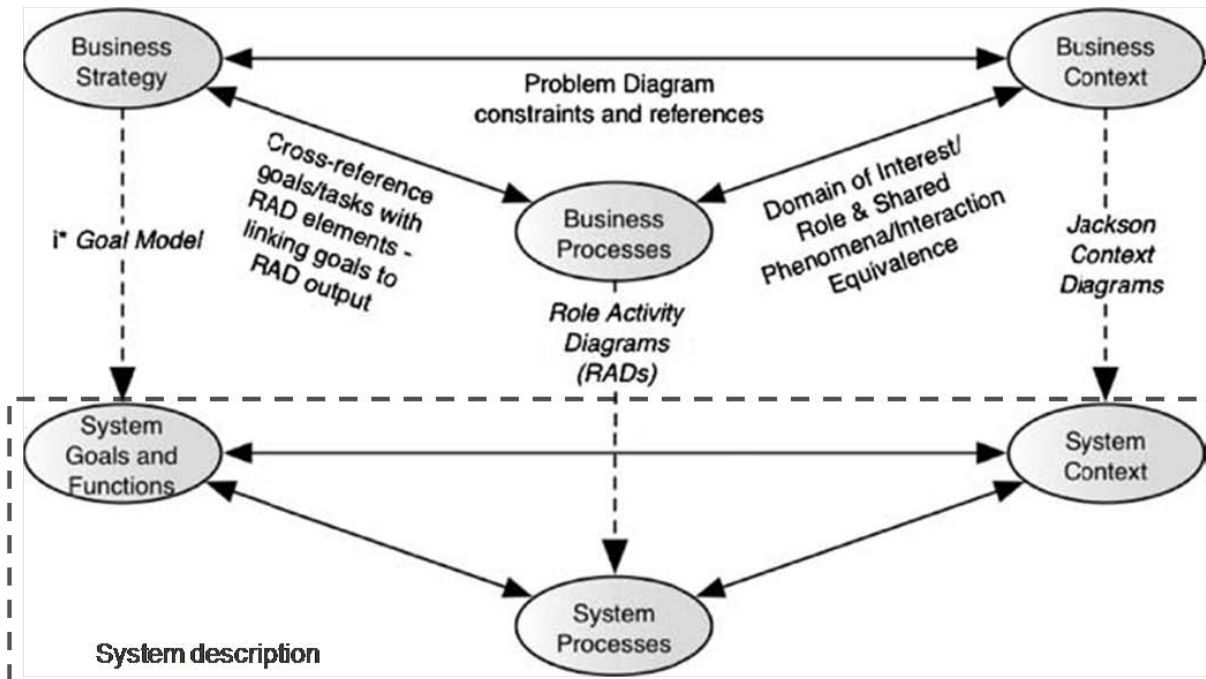 Business
Strategy
Business
Context
Problem Diagram
constraints and references
Cross-reference
goals/tasks with
RAD elements -
linking goals to
RAD output
Business
Processes
Domain of Interest/
Role & Shared
Phenomena/Interaction
Equivalence
i* Goal Model
Role Activity
Diagrams
(RADs)
Jackson
Context
Diagrams
System
Goals and
Functions
System
Context
System
Processes
System description